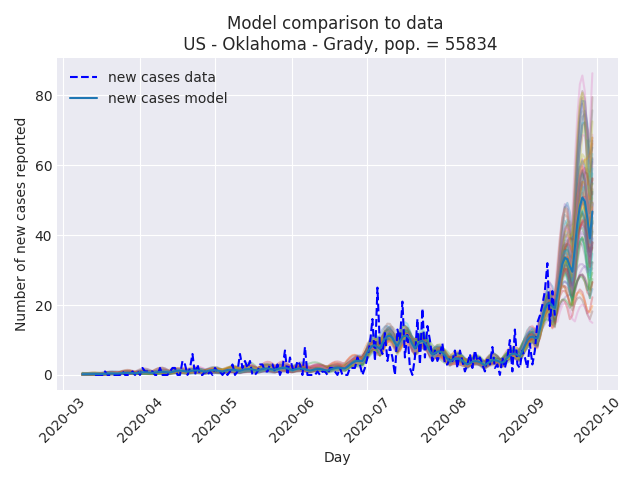 Model comparison to data
US - Oklahoma - Grady, pop. = 55834
new cases data
new cases model
Number of new cases reported
80
60
40
20
0
2020-03
2020-04
2020-05
2020-06
2020-07
2020-08
2020-09
2020-10
Day